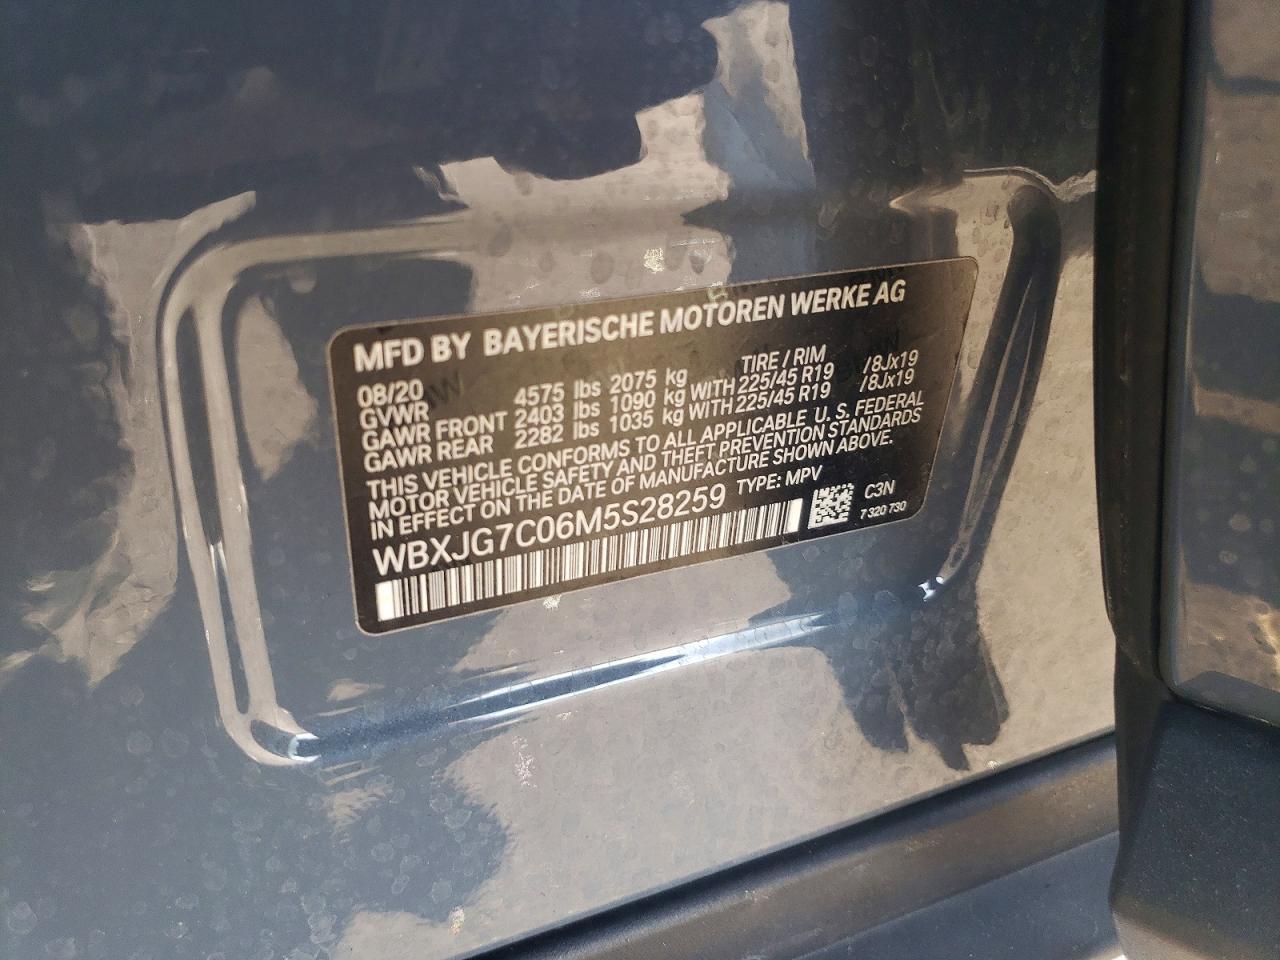 MFD BY BAYERISCHE MOTOREN WERKE AG
08/20 TIRE / RIM
GVWR 4575 lbs 2075 kg
GAWR FRONT 2403 lbs 1090 kg WITH 225/45 R19 /8Jx19
GAWR REAR 2282 lbs 1035 kg WITH 225/45 R19 /8Jx19
THIS VEHICLE CONFORMS TO ALL APPLICABLE U. S. FEDERAL
MOTOR VEHICLE SAFETY AND THEFT PREVENTION STANDARDS
IN EFFECT ON THE DATE OF MANUFACTURE SHOWN ABOVE.
WBXJG7C06M5S28259 TYPE: MPV
C3N
7 320 730